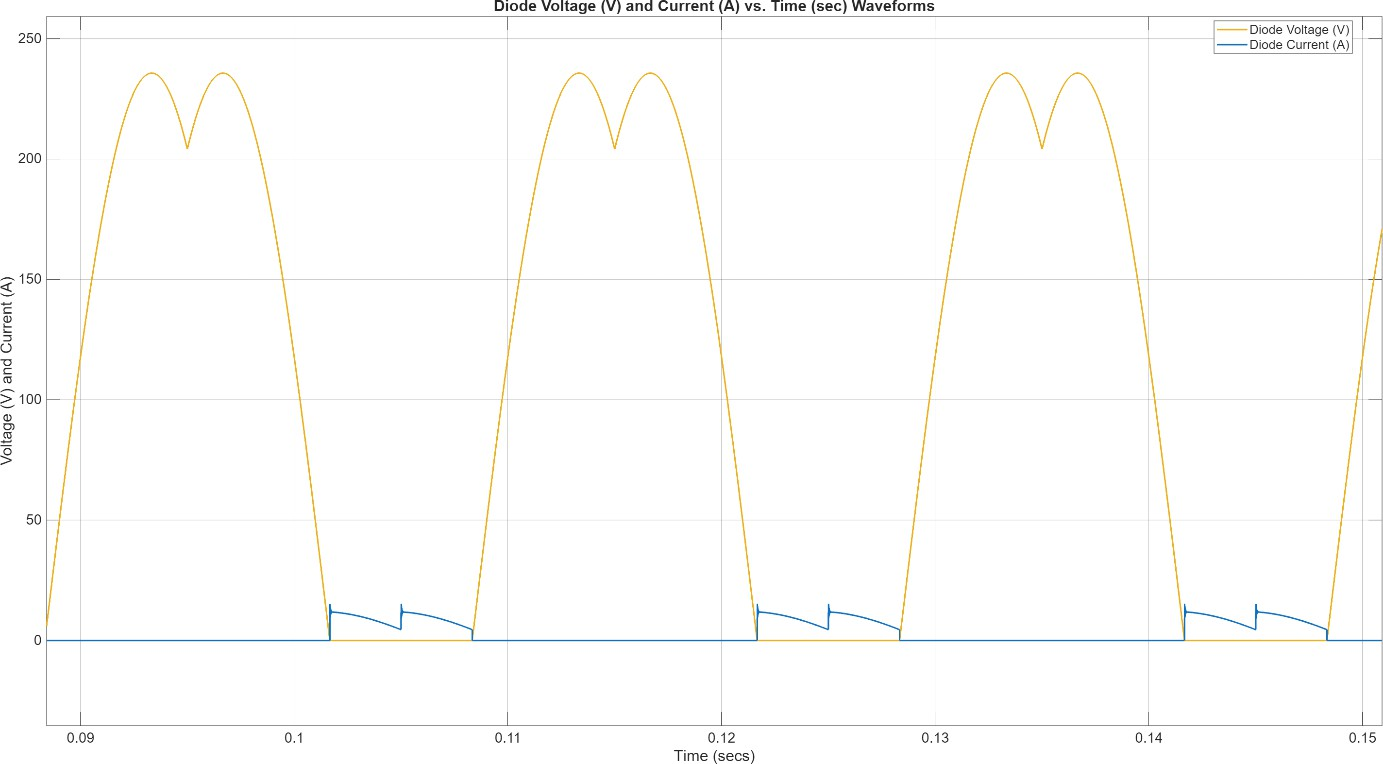 Diode Voltage (V) and Current (A) vs. Time (sec) Waveforms
Diode Voltage (V)
Diode Current (A)
Voltage (V) and Current (A)
250
200
150
100
50
0
0.09 0.1 0.11 0.12 0.13 0.14 0.15
Time (secs)